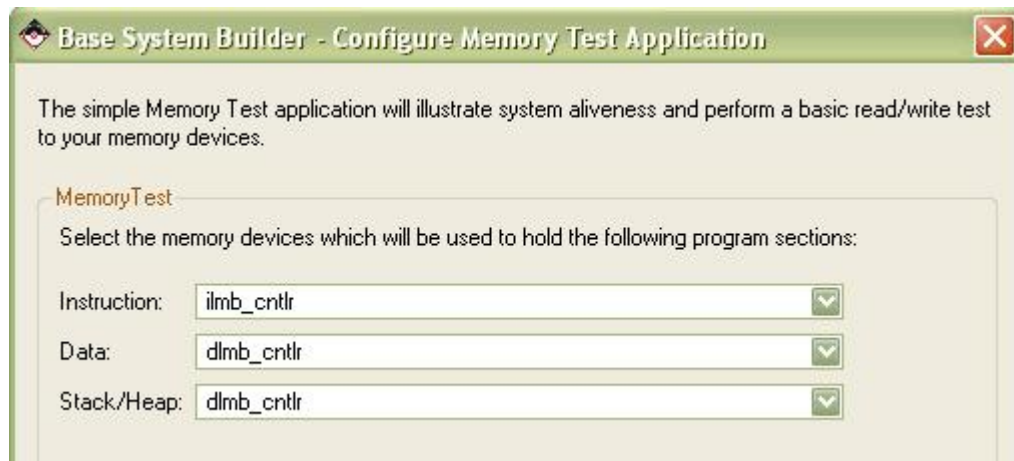 Base System Builder - Configure Memory Test Application
The simple Memory Test application will illustrate system aliveness and perform a basic read/write test
to your memory devices.
MemoryTest
Select the memory devices which will be used to hold the following program sections:
Instruction: ilmb_cntlr
Data: dlmb_cntlr
Stack/Heap: dlmb_cntlr